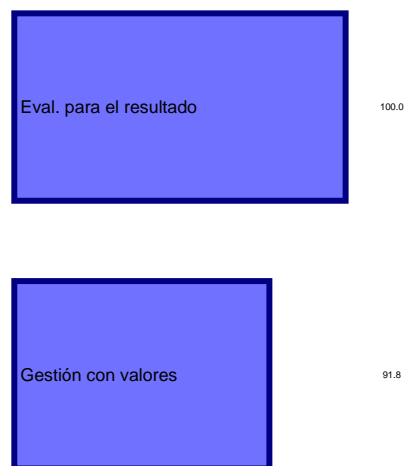 Eval. para el resultado 100.0
Gestión con valores 91.8